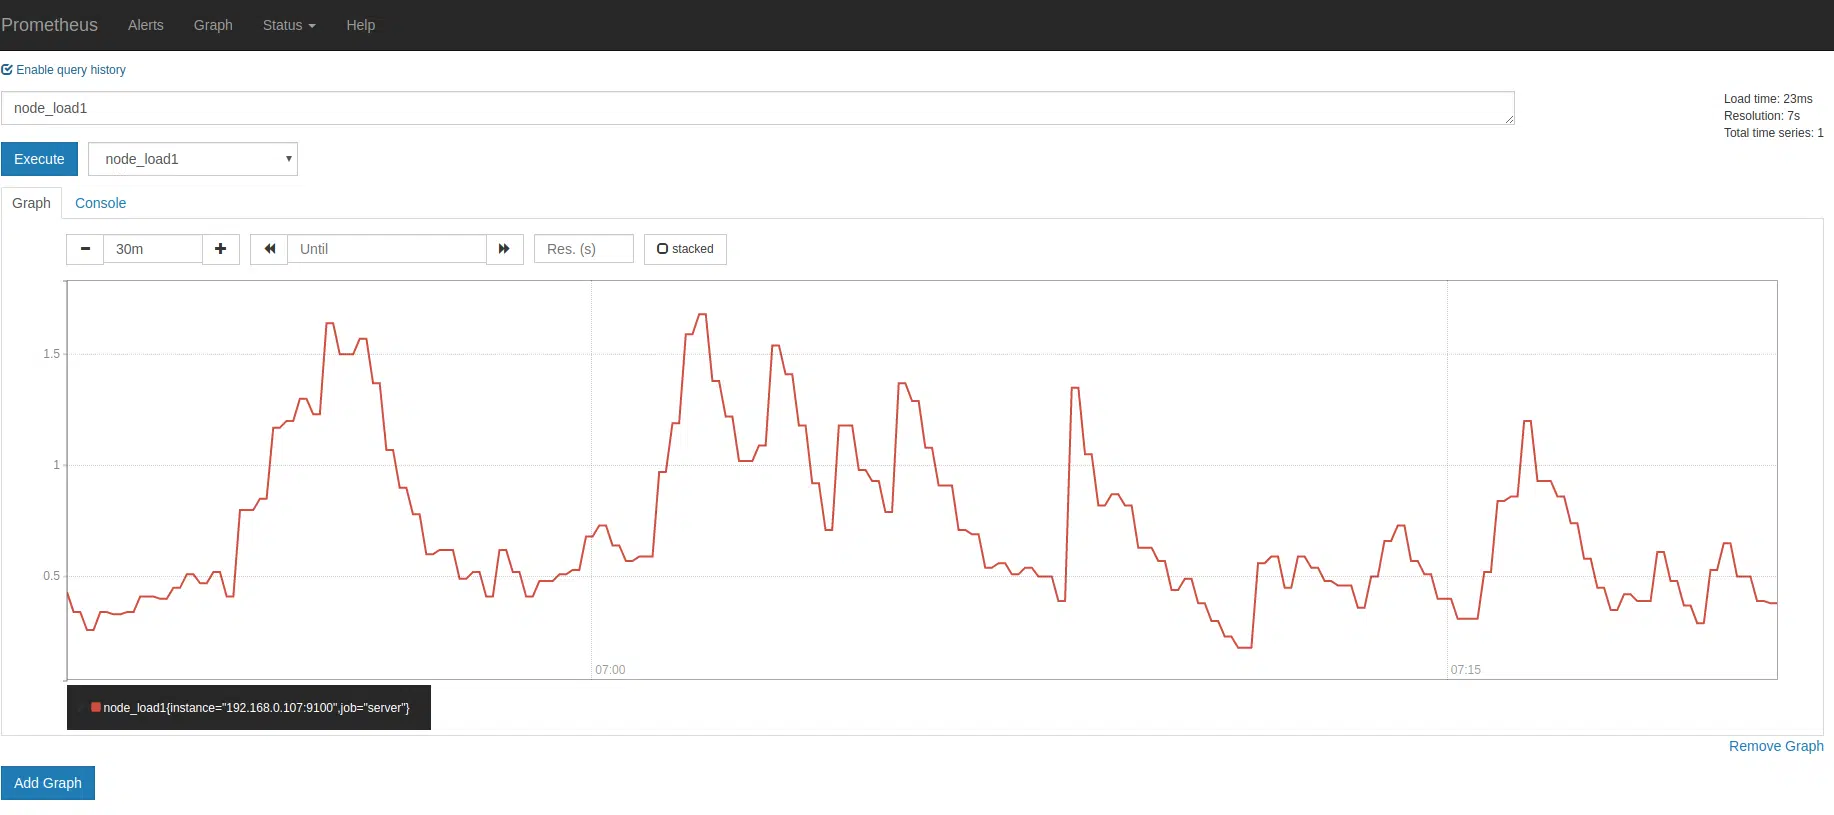 Prometheus Alerts Graph Status Help
Enable query history
node_load1
Load time: 23ms
Resolution: 7s
Total time series: 1
Execute node_load1
Graph Console
30m Until Res. (s) stacked
1.5
1
0.5
07:00 07:15
node_load1{instance="192.168.0.107:9100",job="server"}
Remove Graph
Add Graph